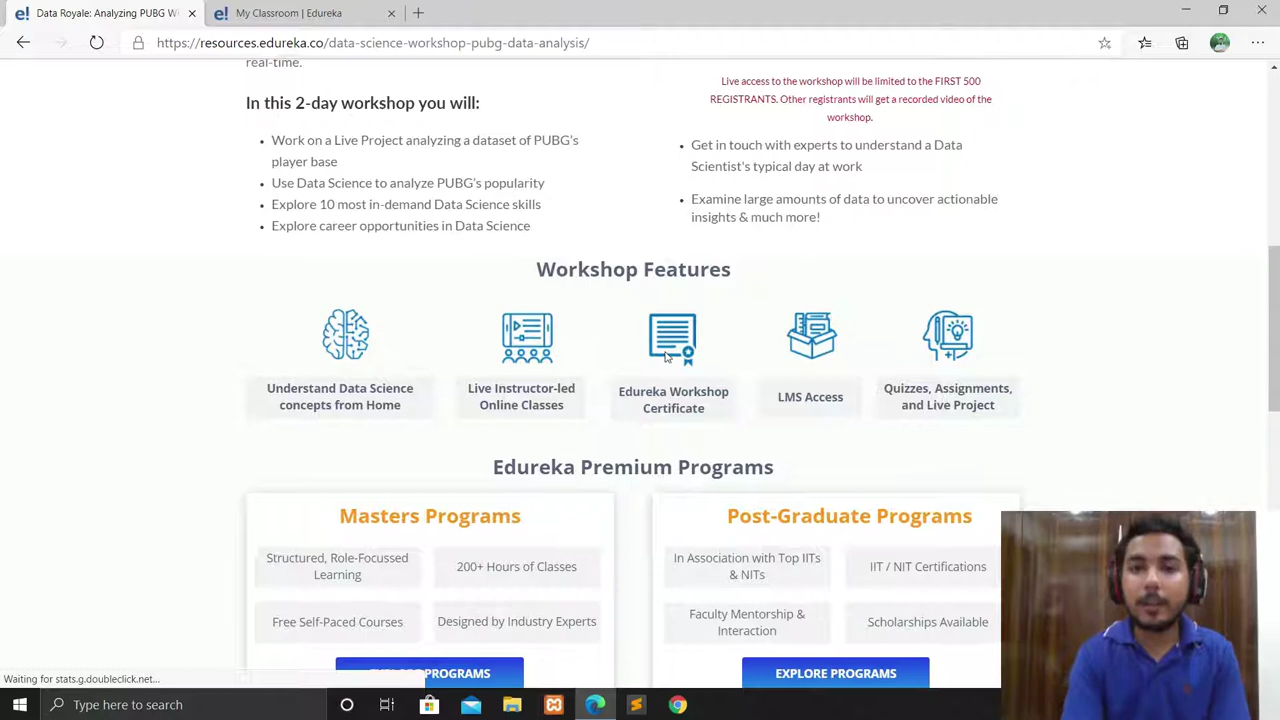 Data Royale: Analyzing PUBG W
My Classroom | Edureka
https://resources.edureka.co/data-science-workshop-pubg-data-analysis/
real-time.
In this 2-day workshop you will:
Work on a Live Project analyzing a dataset of PUBG's
player base
Use Data Science to analyze PUBG's popularity
Explore 10 most in-demand Data Science skills
Explore career opportunities in Data Science
Live access to the workshop will be limited to the FIRST 500
REGISTRANTS. Other registrants will get a recorded video of the
workshop.
Get in touch with experts to understand a Data
Scientist's typical day at work
Examine large amounts of data to uncover actionable
insights & much more!
Workshop Features
Understand Data Science
concepts from Home
Live Instructor-led
Online Classes
Edureka Workshop
Certificate
LMS Access
Quizzes, Assignments,
and Live Project
Edureka Premium Programs
Masters Programs
Structured, Role-Focussed
Learning
200+ Hours of Classes
Free Self-Paced Courses
Designed by Industry Experts
EXPLORE PROGRAMS
Post-Graduate Programs
In Association with Top IITs
& NITs
IIT / NIT Certifications
Faculty Mentorship &
Interaction
Scholarships Available
EXPLORE PROGRAMS
Waiting for stats.g.doubleclick.net...
Type here to search